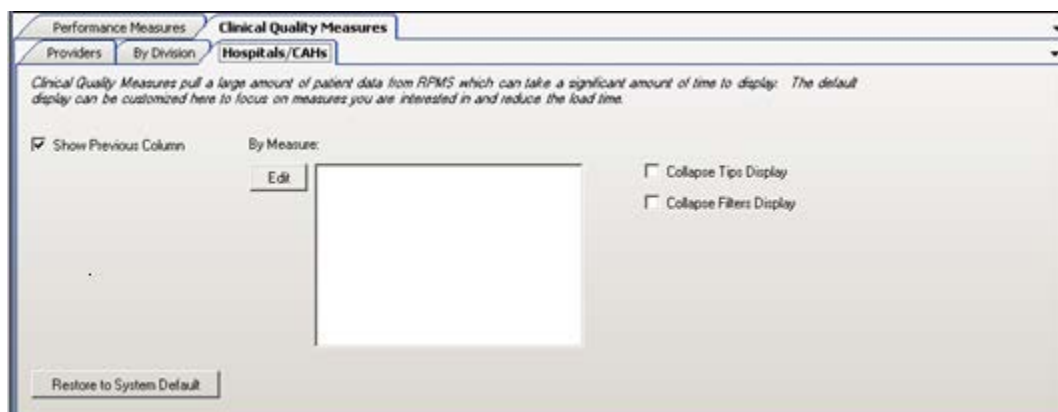 Performance Measures Clinical Quality Measures
Providers By Division Hospitals/CAHs
Clinical Quality Measures pull a large amount of patient data from RPMS which can take a significant amount of time to display. The default
display can be customized here to focus on measures you are interested in and reduce the load time.
Show Previous Column By Measure:
Edit
Collapse Tips Display
Collapse Filters Display
Restore to System Default